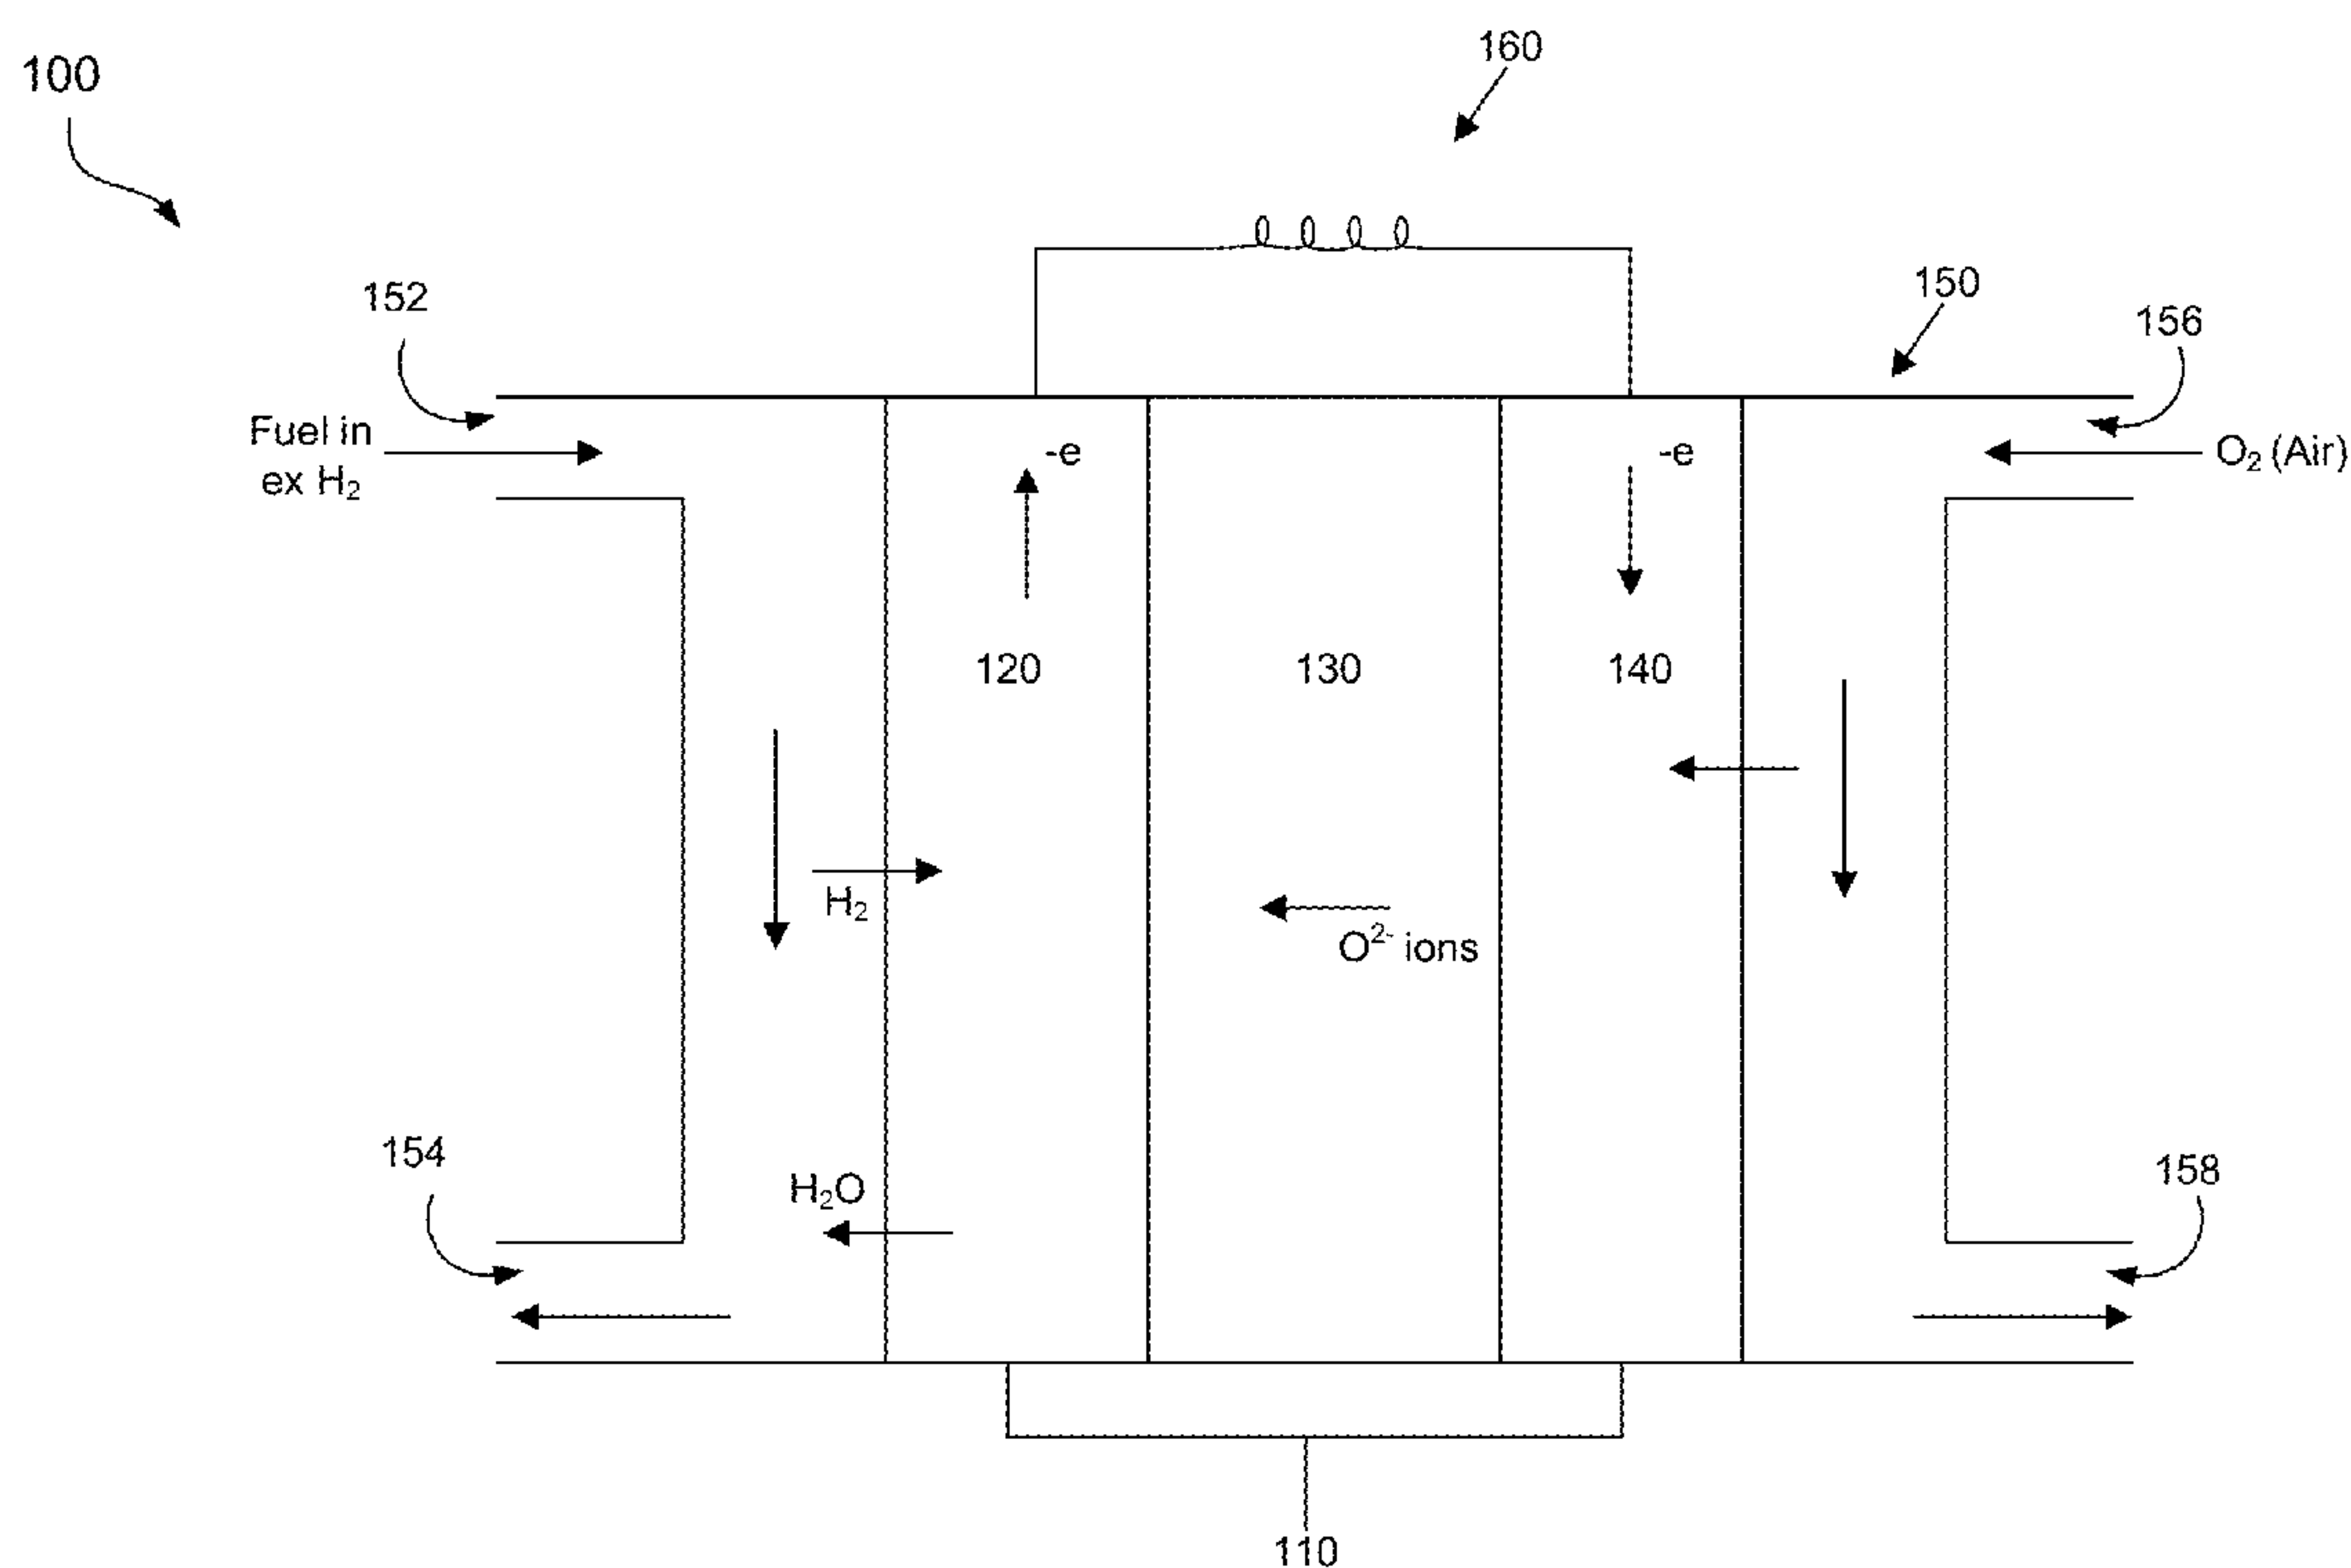 160
100
150
152
156
Fuel in
ex H₂
-e
-e
O₂ (Air)
120
130
140
H₂
O²⁻ ions
154
H₂O
158
110